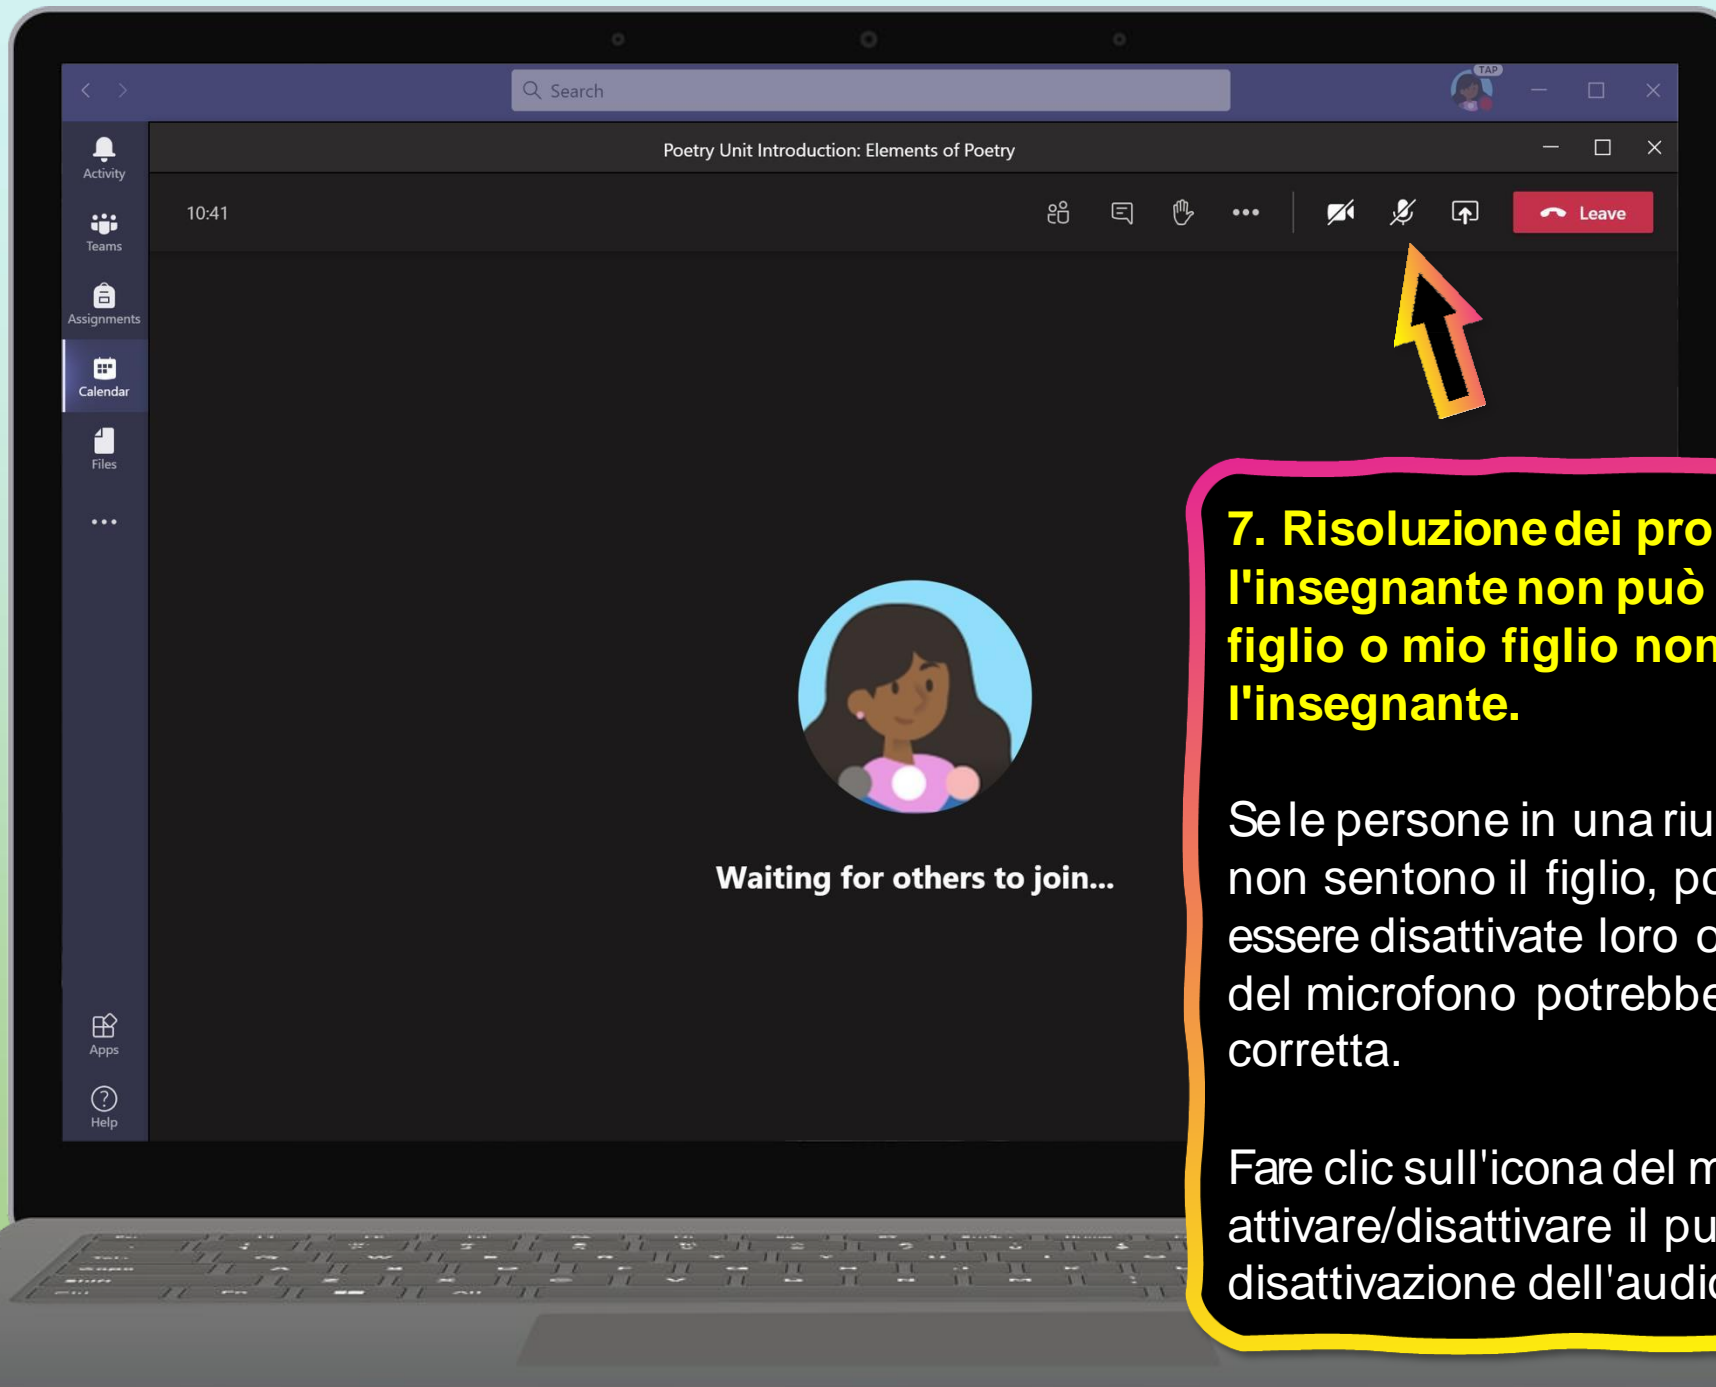 TAP
Search
Activity
Poetry Unit Introduction: Elements of Poetry
10:41
Leave
Teams
Assignments
Calendar
Files
Waiting for others to join...
Apps
Help
7. Risoluzione dei pro
l'insegnante non può
figlio o mio figlio non
l'insegnante.
Se le persone in una riu
non sentono il figlio, po
essere disattivate loro o
del microfono potrebbe
corretta.
Fare clic sull'icona del m
attivare/disattivare il pu
disattivazione dell'audio